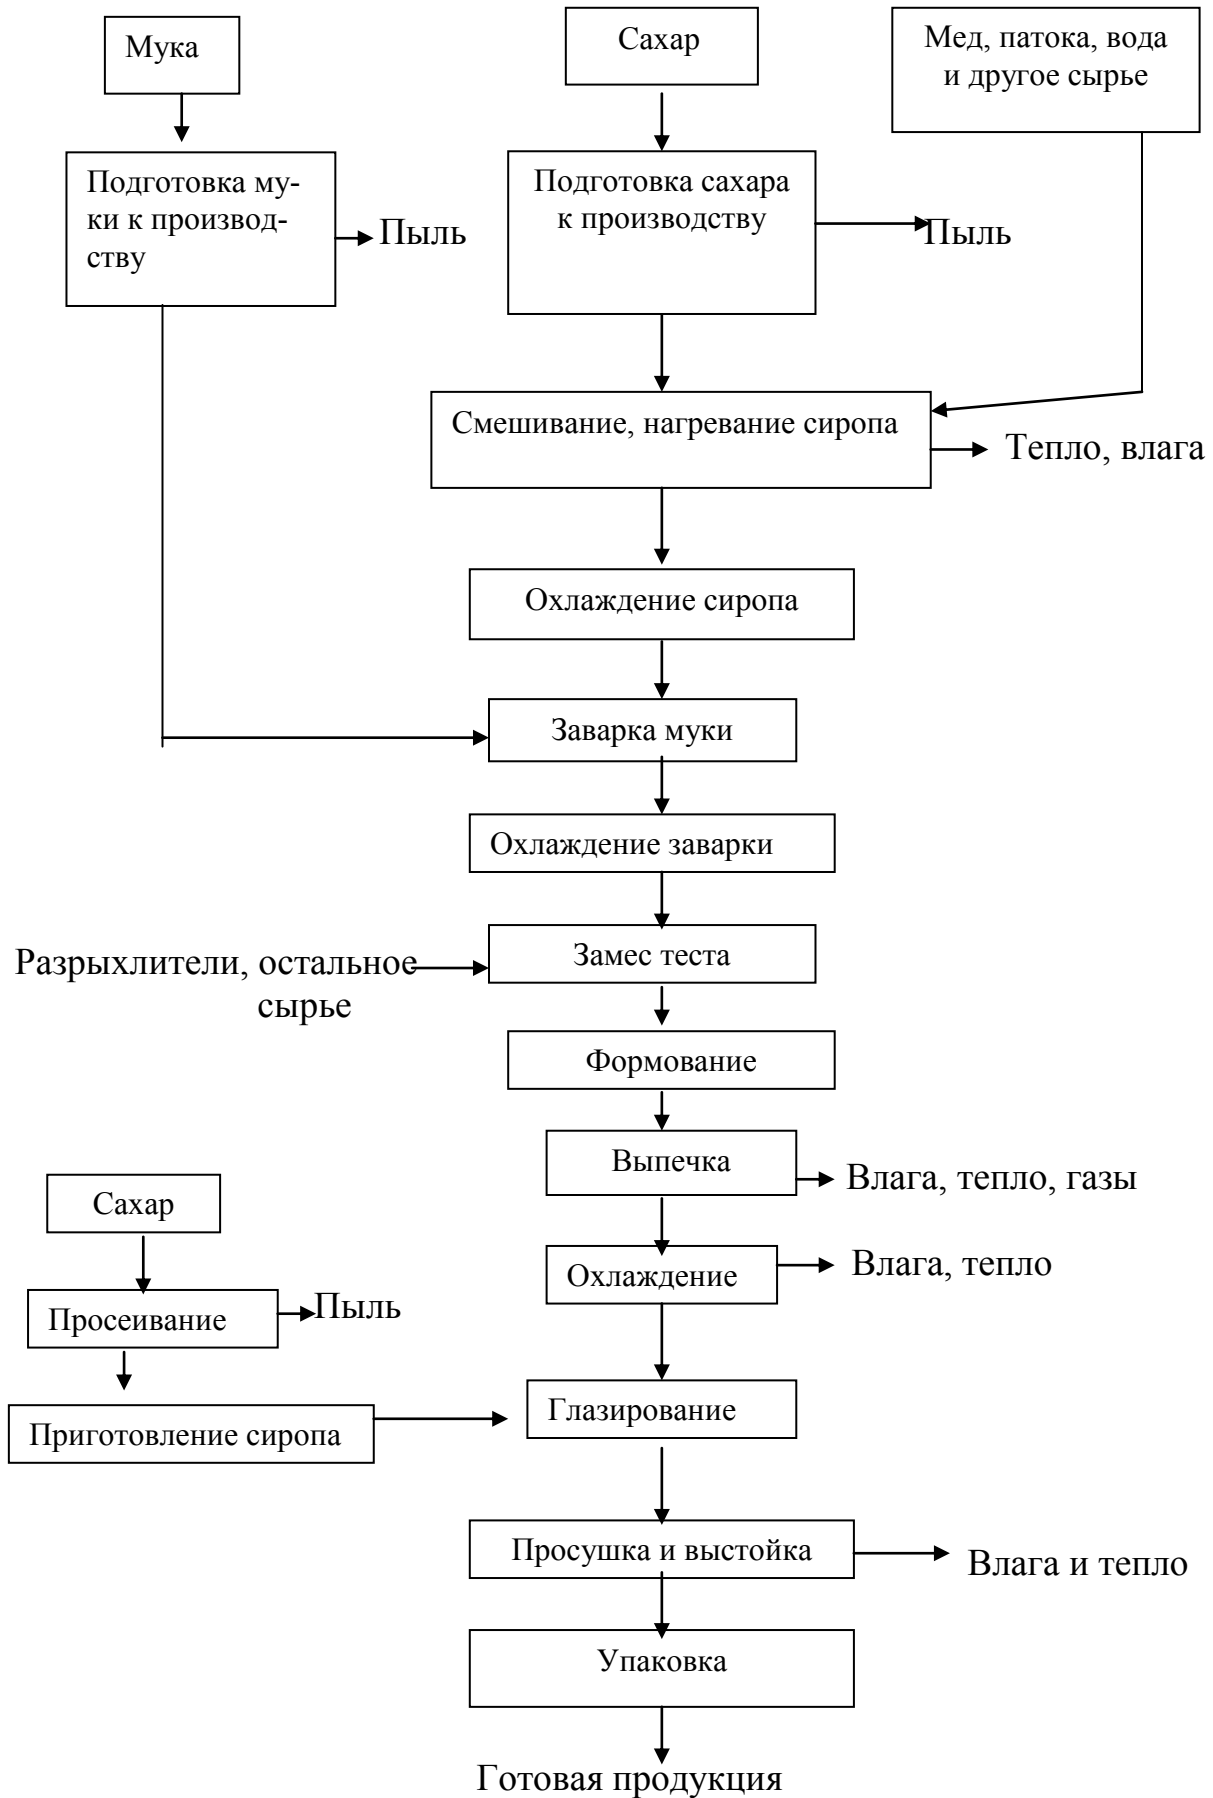 Мука
Сахар
Мед, патока, вода
и другое сырье
Подготовка му-
ки к производ-
ству
Пыль
Подготовка сахара
к производству
Пыль
Смешивание, нагревание сиропа
Тепло, влага
Охлаждение сиропа
Заварка муки
Охлаждение заварки
Разрыхлители, остальное
сырье
Замес теста
Формование
Выпечка
Влага, тепло, газы
Сахар
Охлаждение
Влага, тепло
Просеивание
Пыль
Глазирование
Приготовление сиропа
Просушка и выстойка
Влага и тепло
Упаковка
Готовая продукция